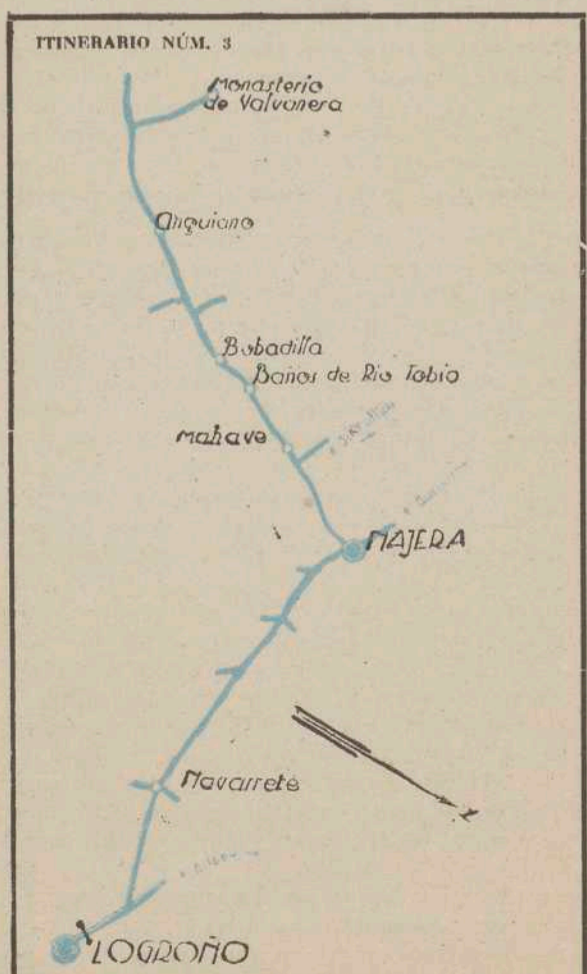 ITINERARIO NÚM. 3
Monasterio
de Valvanera
Anguiano
Bobadilla
Baños de Rio Tobio
Mahave
NAJERA
Navarrete
N
LOGROÑO